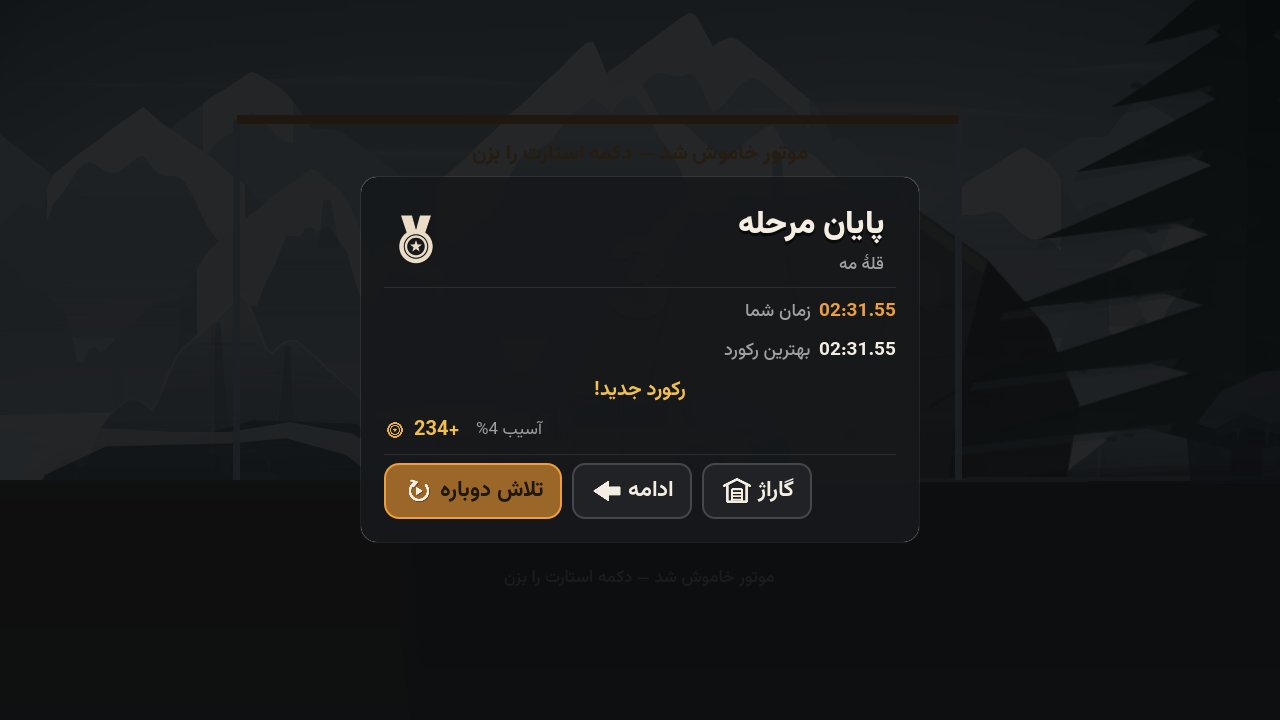 موتور خاموش شد – دکمه استارت را بزن
پایان مرحله
قلهٔ مه
زمان شما 02:31.55
بهترین رکورد 02:31.55
رکورد جدید!
آسیب 4% +234
گاراژ
ادامه
تلاش دوباره
موتور خاموش شد – دکمه استارت را بزن